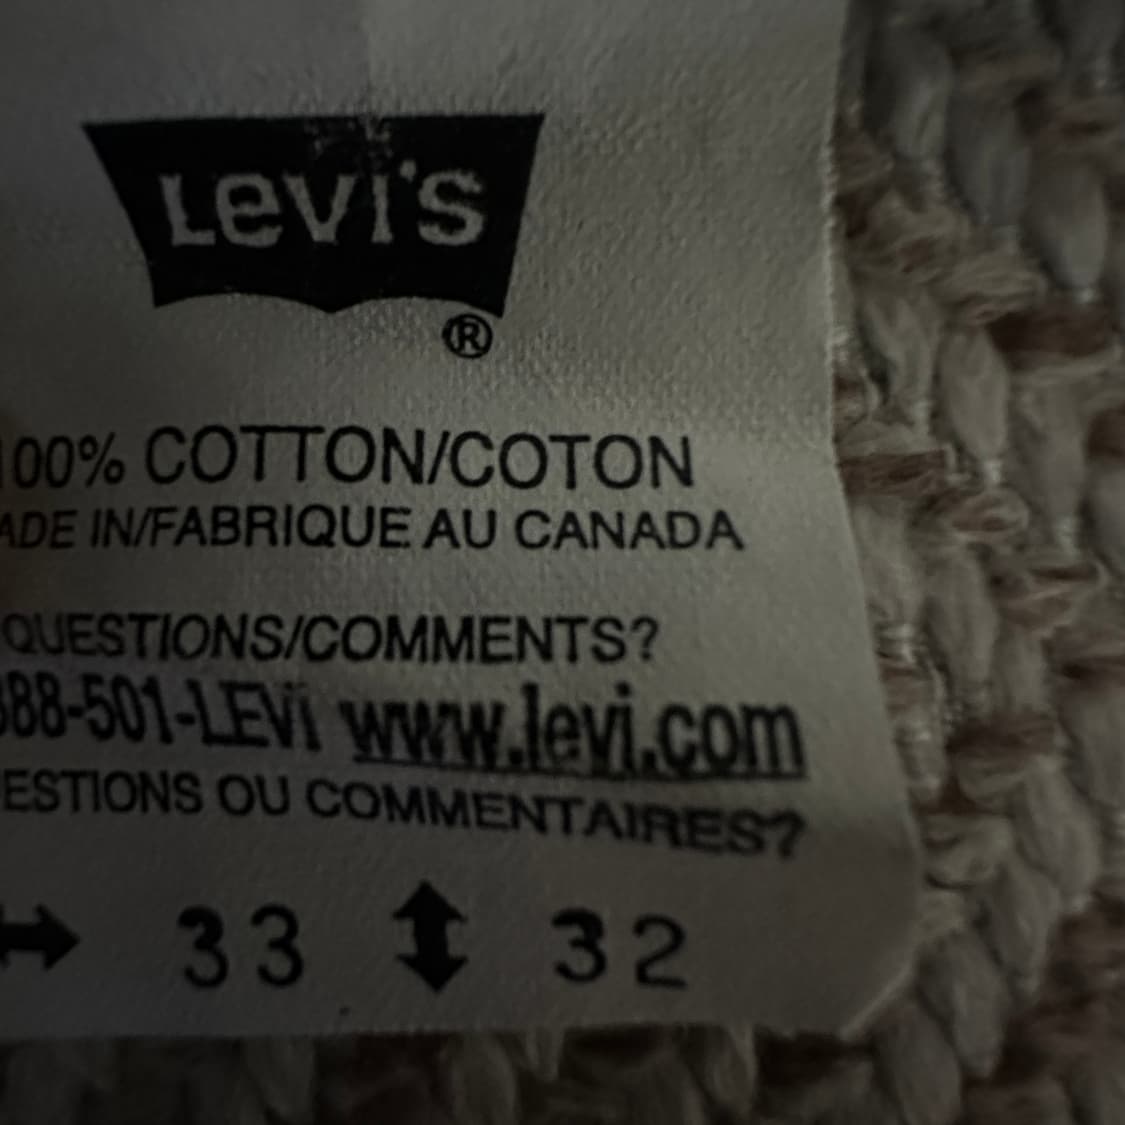 Levi's
®
100% COTTON/COTON
ADE IN/FABRIQUE AU CANADA
QUESTIONS/COMMENTS?
888-501-LEVI www.levi.com
ESTIONS OU COMMENTAIRES?
↔ 33 ↕ 32